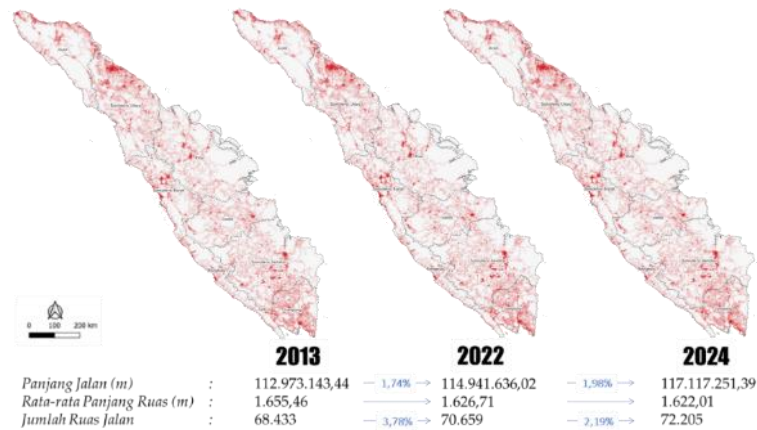 0 100 208 km
2013 2022 2024
Panjang Jalan (m) : 112.973.143,44 1,74% 114.941.636,02 1,98% 117.117.251,39
Rata-rata Panjang Ruas (m) : 1.655,46 1.626,71 1.622,01
Jumlah Ruas Jalan : 68.433 3,78% 70.659 2,19% 72.205